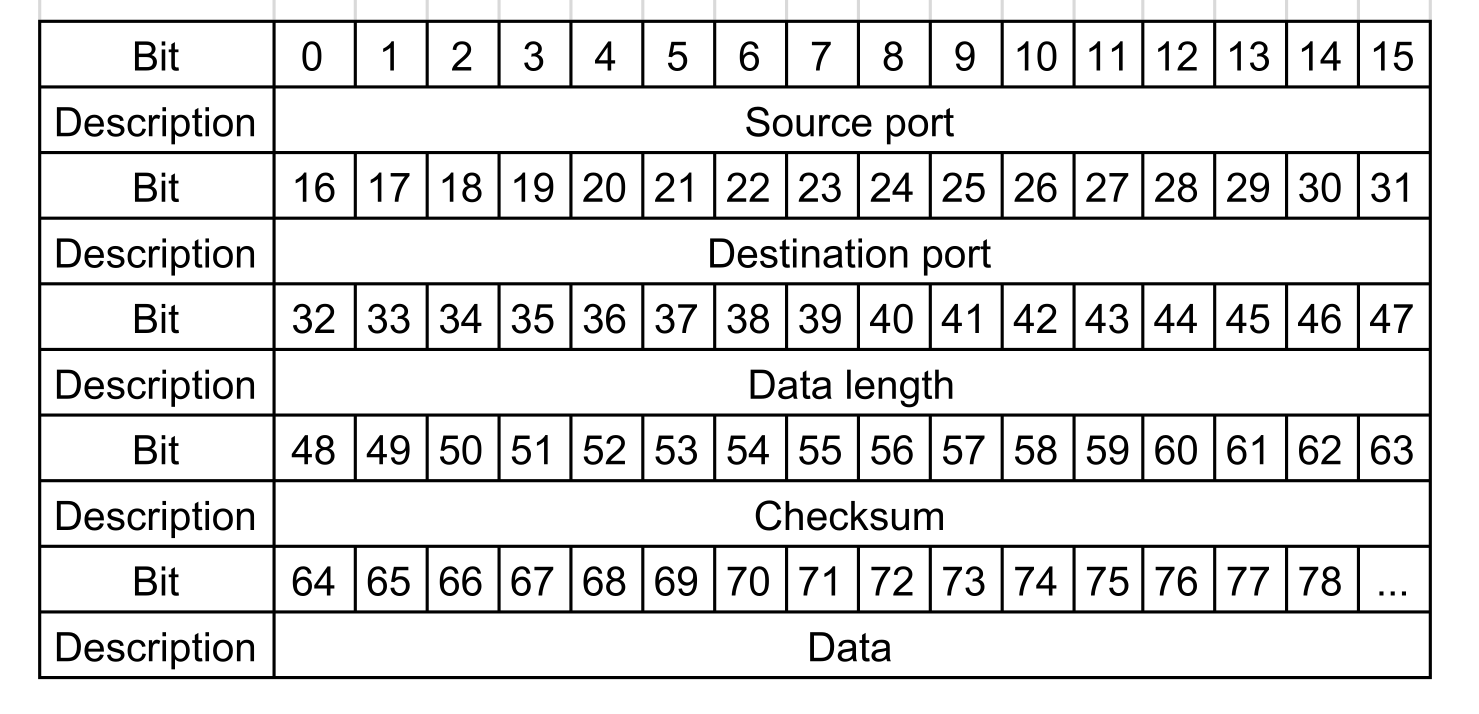 Bit 0 1 2 3 4 5 6 7 8 9 10 11 12 13 14 15
Description Source port
Bit 16 17 18 19 20 21 22 23 24 25 26 27 28 29 30 31
Description Destination port
Bit 32 33 34 35 36 37 38 39 40 41 42 43 44 45 46 47
Description Data length
Bit 48 49 50 51 52 53 54 55 56 57 58 59 60 61 62 63
Description Checksum
Bit 64 65 66 67 68 69 70 71 72 73 74 75 76 77 78 ...
Description Data